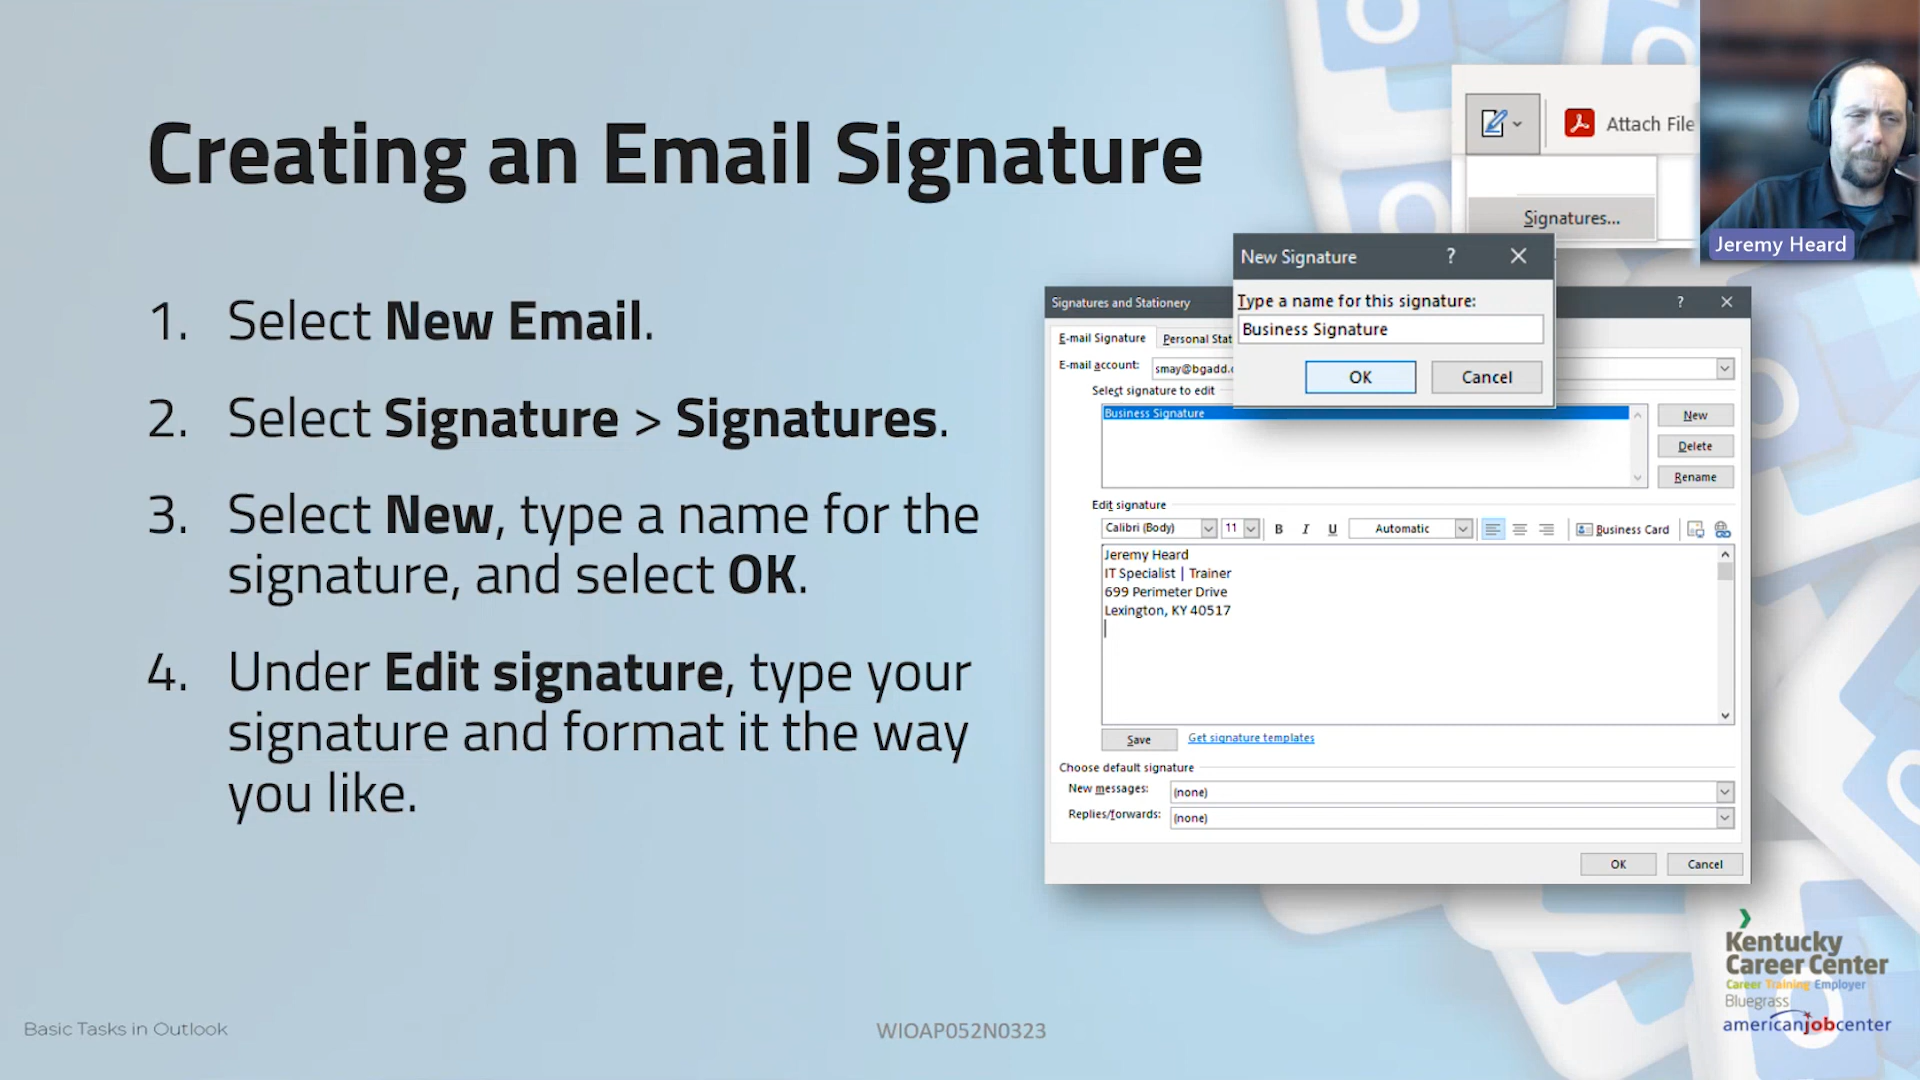 Creating an Email Signature
1. Select New Email.
2. Select Signature > Signatures.
3. Select New, type a name for the
signature, and select OK.
4. Under Edit signature, type your
signature and format it the way
you like.
Attach File
Signatures...
Jeremy Heard
New Signature
?
Type a name for this signature:
Business Signature
OK Cancel
Signatures and Stationery
?
E-mail Signature Personal Stat
E-mail account: smay@bgadd.
Select signature to edit
Business Signature
New
Delete
Rename
Edit signature
Calibri (Body) 11 B I U Automatic Business Card
Jeremy Heard
IT Specialist | Trainer
699 Perimeter Drive
Lexington, KY 40517
Save Get signature templates
Choose default signature
New messages: (none)
Replies/forwards: (none)
OK Cancel
Kentucky
Career Center
Career Training Employer
Bluegrass
americanjobcenter
Basic Tasks in Outlook
WIOAP052N0323